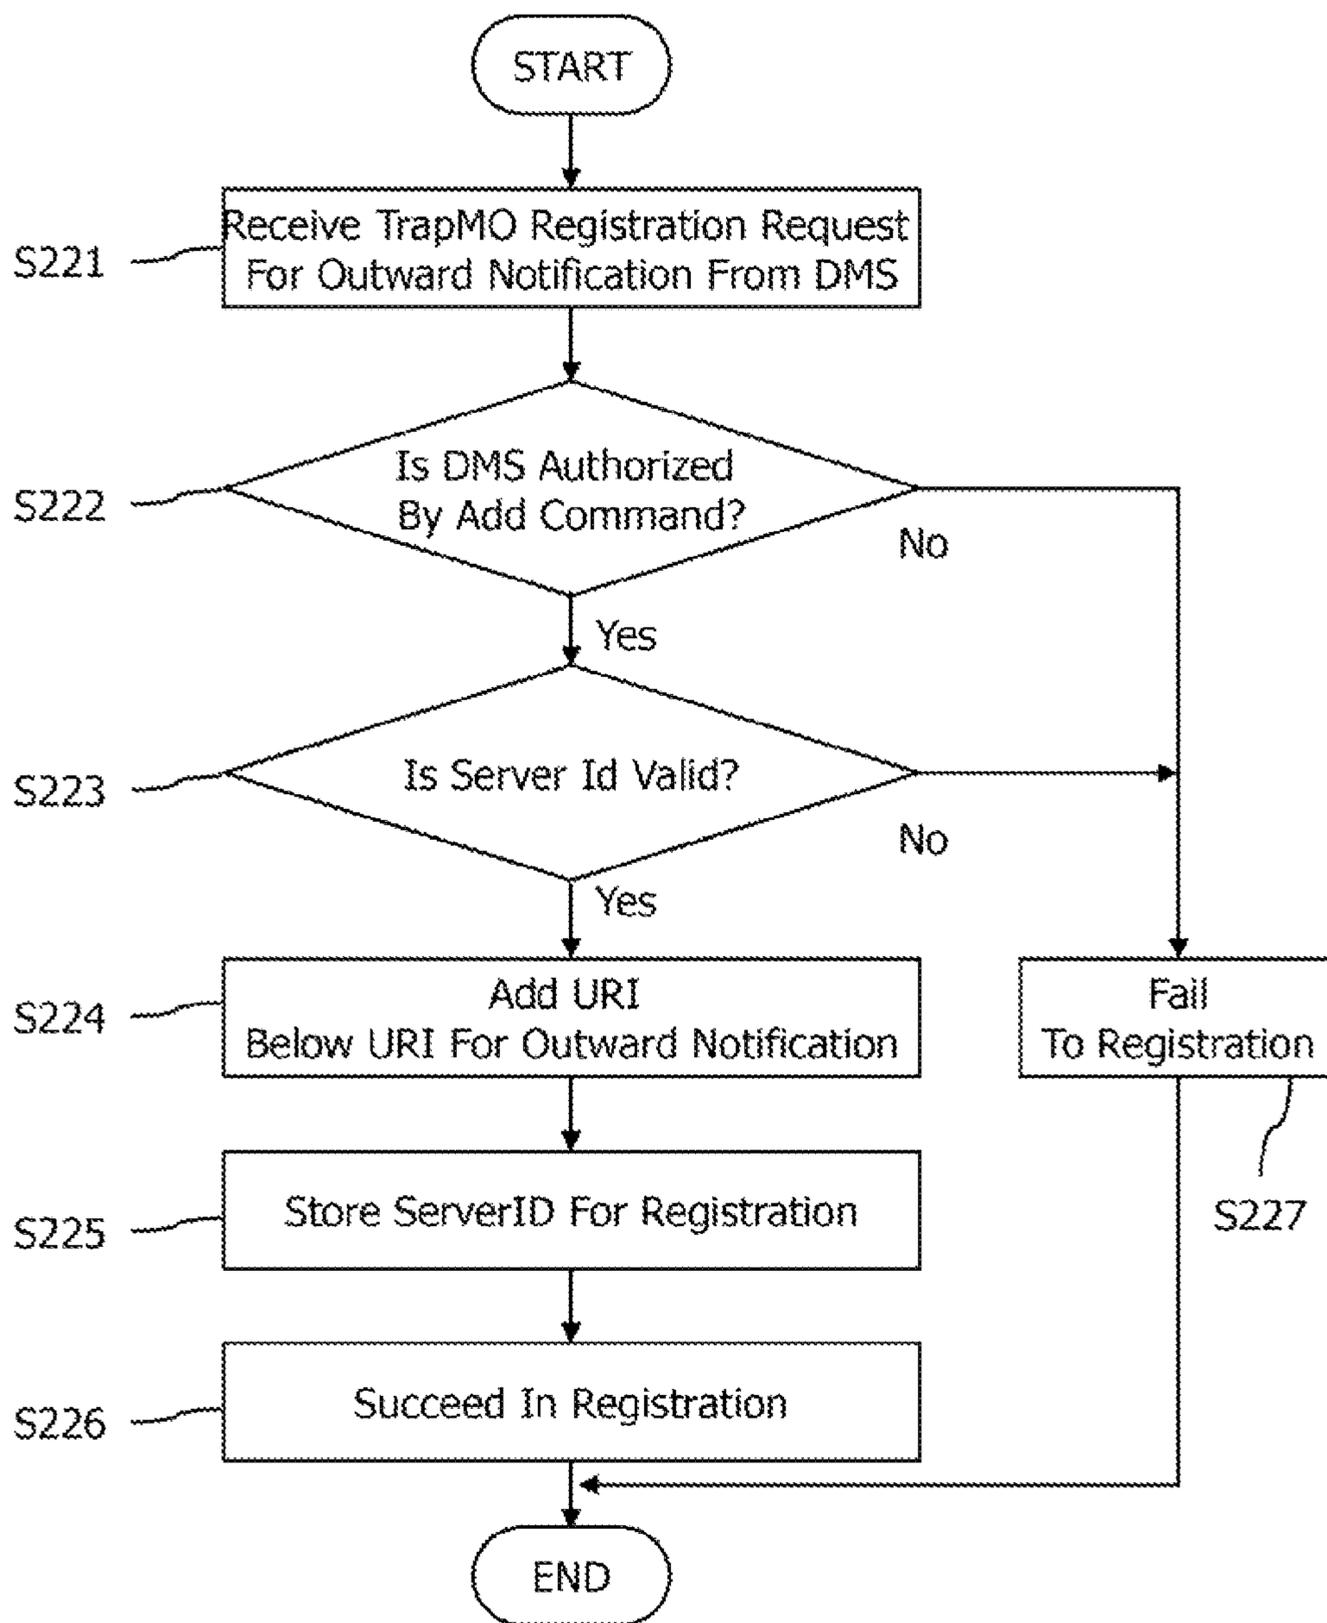 START
S221
Receive TrapMO Registration Request
For Outward Notification From DMS
S222
Is DMS Authorized
By Add Command?
No
Yes
S223
Is Server Id Valid?
No
Yes
S224
Add URI
Below URI For Outward Notification
Fail
To Registration
S225
Store ServerID For Registration
S227
S226
Succeed In Registration
END